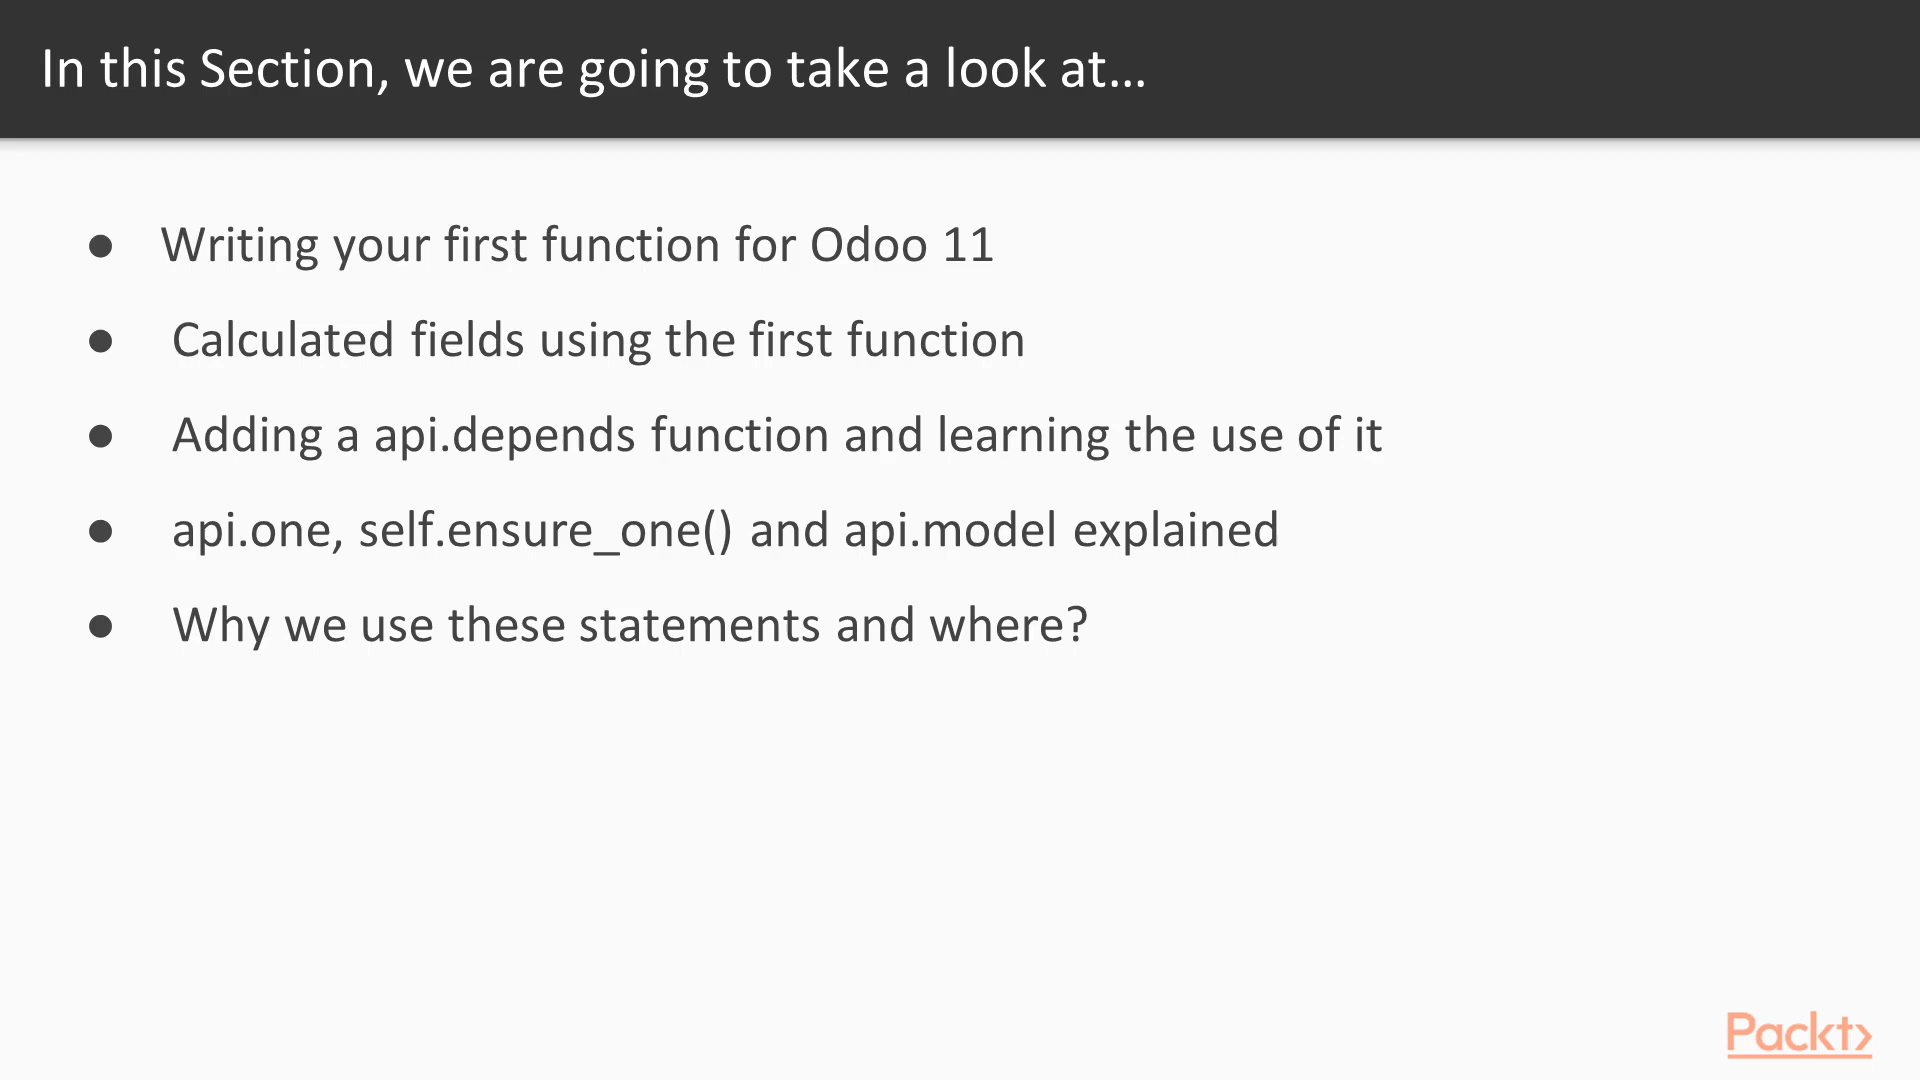 In this Section, we are going to take a look at...
● Writing your first function for Odoo 11
● Calculated fields using the first function
● Adding a api.depends function and learning the use of it
● api.one, self.ensure_one() and api.model explained
● Why we use these statements and where?
Packt>